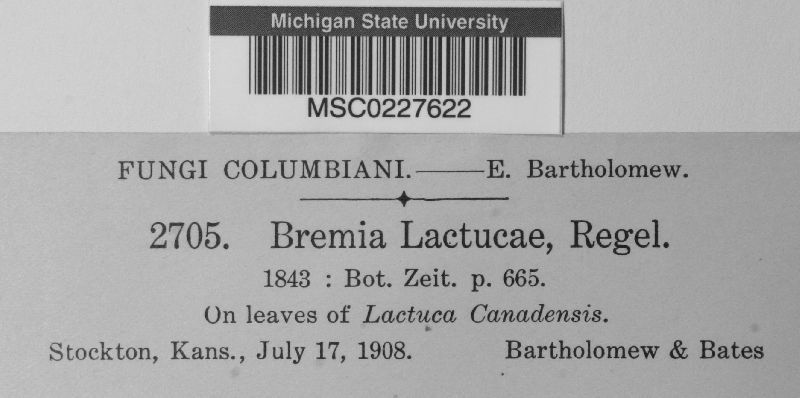 Michigan State University
MSC0227622
FUNGI COLUMBIANI.——E. Bartholomew.
2705. Bremia Lactucae, Regel.
1843 : Bot. Zeit. p. 665.
On leaves of Lactuca Canadensis.
Stockton, Kans., July 17, 1908. Bartholomew & Bates